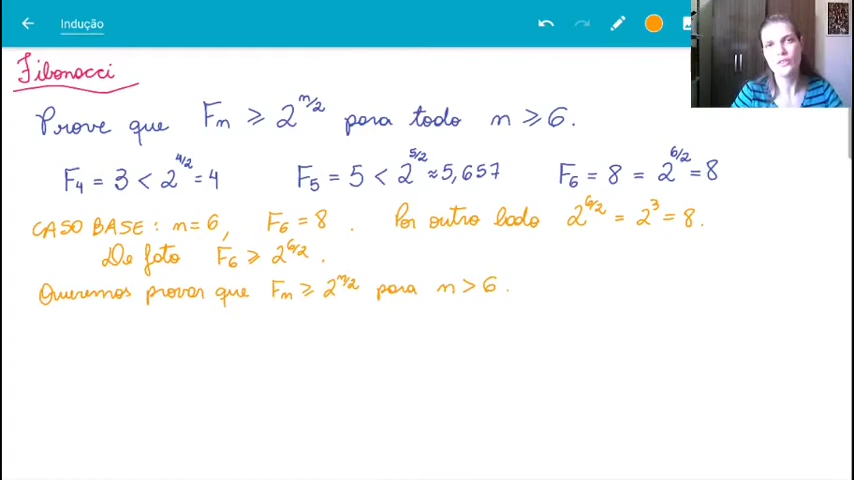 Indução
Fibonacci
Prove que Fn ⩾ 2^n/2 para todo n ⩾ 6.
F4 = 3 < 2^4/2 = 4 F5 = 5 < 2^5/2 ≈ 5,657 F6 = 8 = 2^6/2 = 8
CASO BASE: n=6, F6 = 8. Por outro lado 2^6/2 = 2^3 = 8.
De fato F6 ⩾ 2^6/2.
Queremos provar que Fn ⩾ 2^n/2 para n > 6.